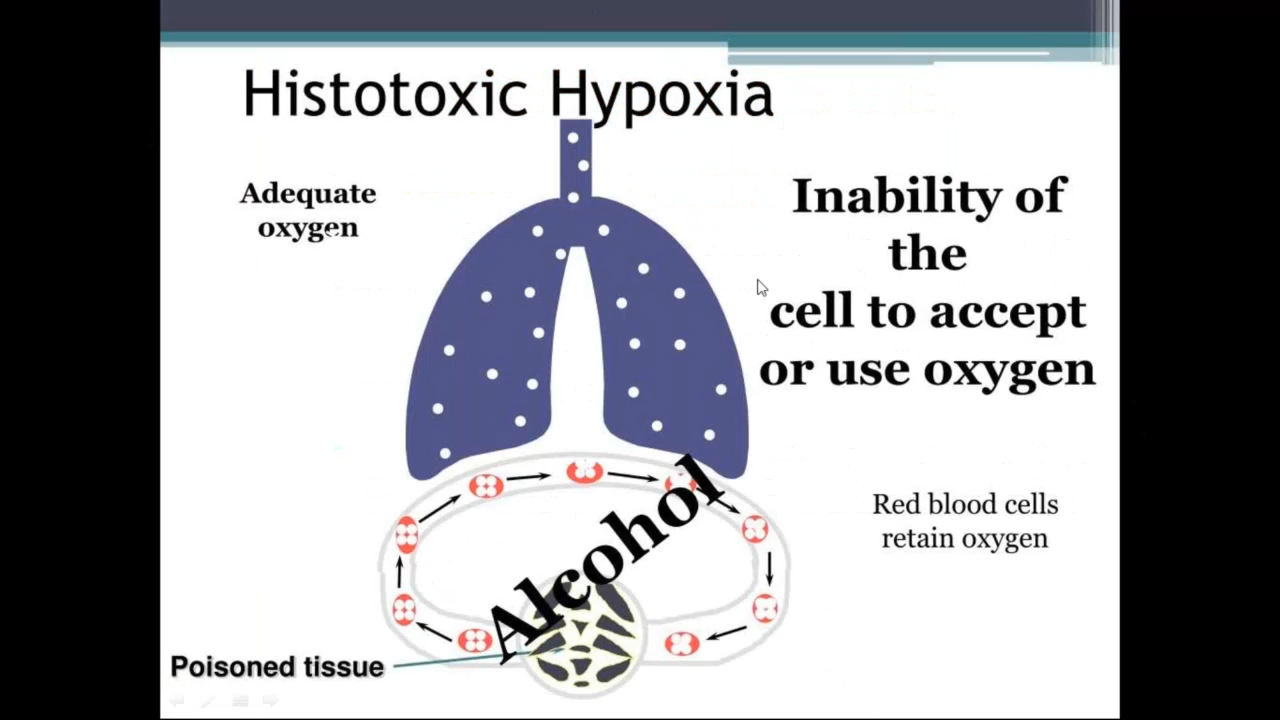 Histotoxic Hypoxia
Adequate
oxygen
Inability of
the
cell to accept
or use oxygen
Red blood cells
retain oxygen
Alcohol
Poisoned tissue